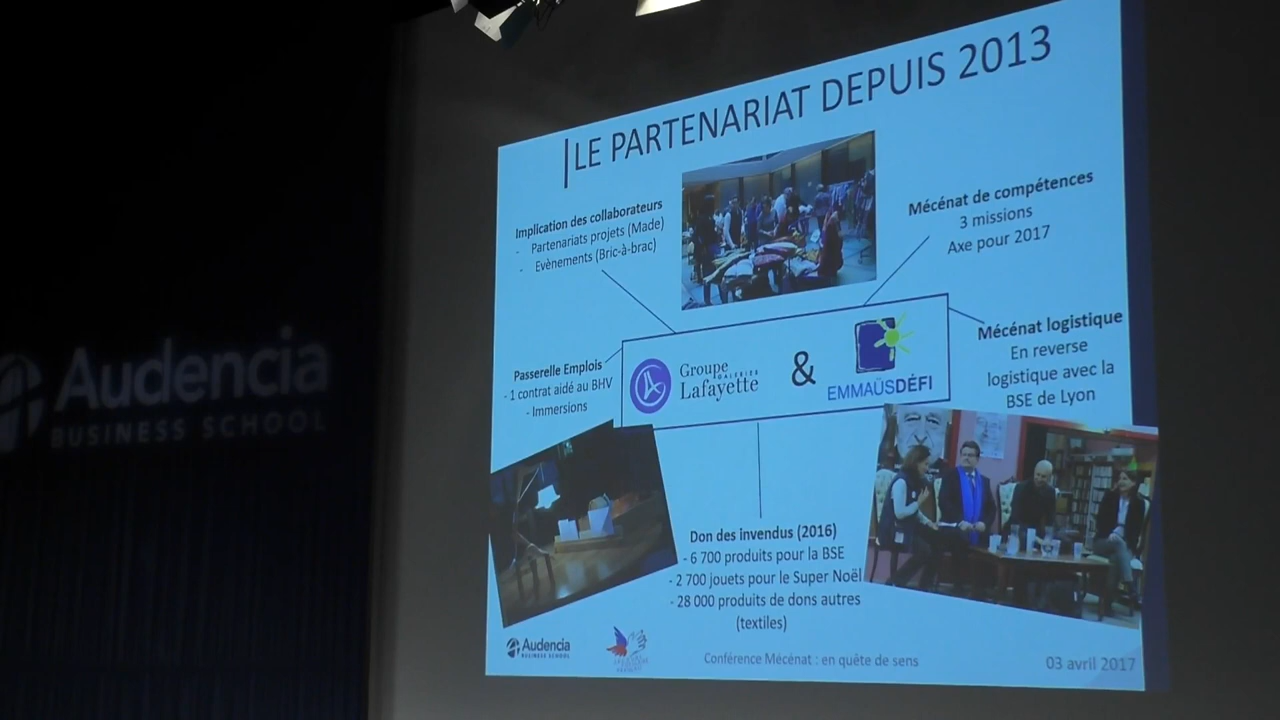 LE PARTENARIAT DEPUIS 2013
Implication des collaborateurs
- Partenariats projets (Made)
- Evènements (Bric-à-brac)
Mécénat de compétences
3 missions
Axe pour 2017
Passerelle Emplois
- 1 contrat aidé au BHV
- Immersions
Groupe
GALERIES
Lafayette
&
EMMAÜSDÉFI
Mécénat logistique
En reverse
logistique avec la
BSE de Lyon
Don des invendus (2016)
- 6 700 produits pour la BSE
- 2 700 jouets pour le Super Noël
- 28 000 produits de dons autres
(textiles)
Audencia
BUSINESS SCHOOL
Conférence Mécénat : en quête de sens
03 avril 2017
Audencia
BUSINESS SCHOOL